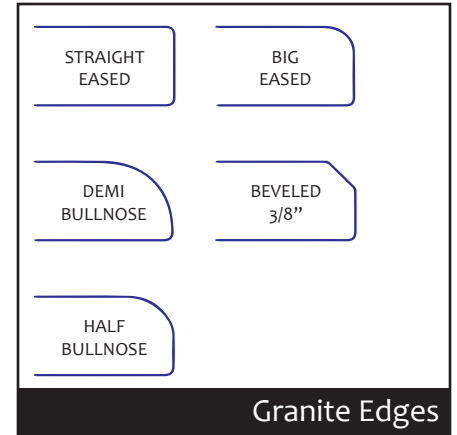 STRAIGHT
EASED
BIG
EASED
DEMI
BULLNOSE
BEVELED
3/8”
HALF
BULLNOSE
Granite Edges